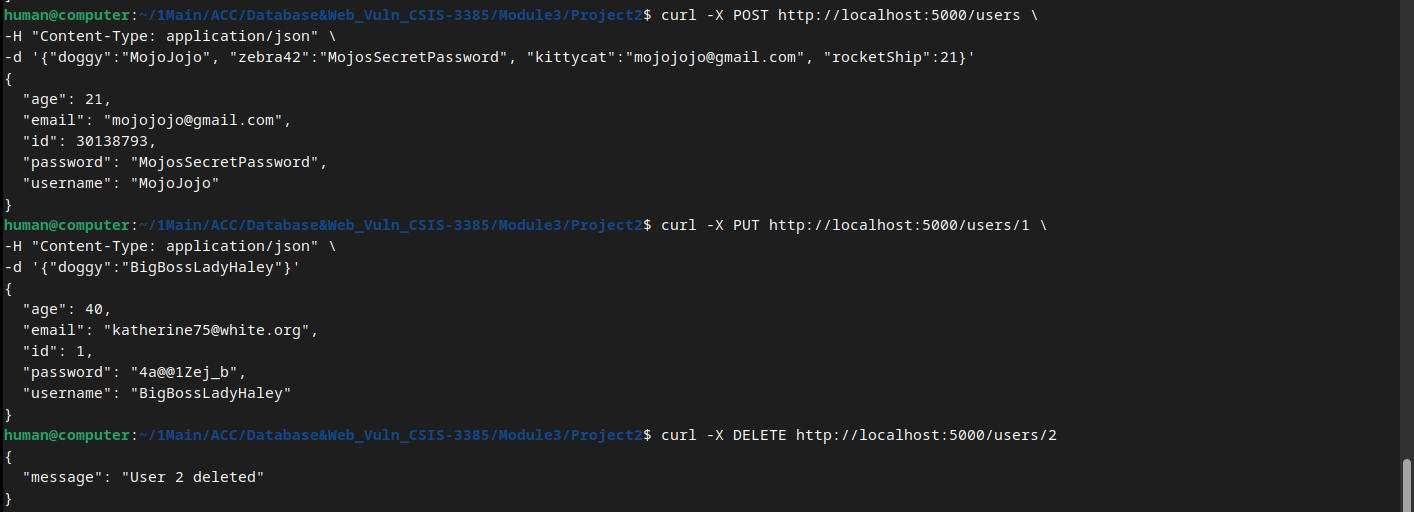 human@computer:~/1Main/ACC/Database&Web_Vuln_CSIS-3385/Module3/Project2$ curl -X POST http://localhost:5000/users \
-H "Content-Type: application/json" \
-d '{"doggy":"MojoJojo", "zebra42":"MojosSecretPassword", "kittycat":"mojojojo@gmail.com", "rocketShip":21}'
{
  "age": 21,
  "email": "mojojojo@gmail.com",
  "id": 30138793,
  "password": "MojosSecretPassword",
  "username": "MojoJojo"
}
human@computer:~/1Main/ACC/Database&Web_Vuln_CSIS-3385/Module3/Project2$ curl -X PUT http://localhost:5000/users/1 \
-H "Content-Type: application/json" \
-d '{"doggy":"BigBossLadyHaley"}'
{
  "age": 40,
  "email": "katherine75@white.org",
  "id": 1,
  "password": "4a@@1Zej_b",
  "username": "BigBossLadyHaley"
}
human@computer:~/1Main/ACC/Database&Web_Vuln_CSIS-3385/Module3/Project2$ curl -X DELETE http://localhost:5000/users/2
{
  "message": "User 2 deleted"
}